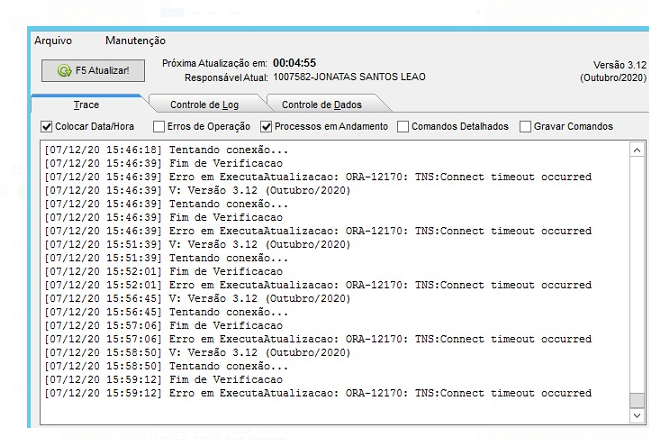 Arquivo Manutenção
F5 Atualizar!
Próxima Atualização em: 00:04:55
Responsável Atual: 1007582-JONATAS SANTOS LEAO
Versão 3.12
(Outubro/2020)
Trace Controle de Log Controle de Dados
Colocar Data/Hora Erros de Operação Processos em Andamento Comandos Detalhados Gravar Comandos
[07/12/20 15:46:18] Tentando conexão...
[07/12/20 15:46:39] Fim de Verificacao
[07/12/20 15:46:39] Erro em ExecutaAtualizacao: ORA-12170: TNS:Connect timeout occurred
[07/12/20 15:46:39] V: Versão 3.12 (Outubro/2020)
[07/12/20 15:46:39] Tentando conexão...
[07/12/20 15:46:39] Fim de Verificacao
[07/12/20 15:46:39] Erro em ExecutaAtualizacao: ORA-12170: TNS:Connect timeout occurred
[07/12/20 15:51:39] V: Versão 3.12 (Outubro/2020)
[07/12/20 15:51:39] Tentando conexão...
[07/12/20 15:52:01] Fim de Verificacao
[07/12/20 15:52:01] Erro em ExecutaAtualizacao: ORA-12170: TNS:Connect timeout occurred
[07/12/20 15:56:45] V: Versão 3.12 (Outubro/2020)
[07/12/20 15:56:45] Tentando conexão...
[07/12/20 15:57:06] Fim de Verificacao
[07/12/20 15:57:06] Erro em ExecutaAtualizacao: ORA-12170: TNS:Connect timeout occurred
[07/12/20 15:58:50] V: Versão 3.12 (Outubro/2020)
[07/12/20 15:58:50] Tentando conexão...
[07/12/20 15:59:12] Fim de Verificacao
[07/12/20 15:59:12] Erro em ExecutaAtualizacao: ORA-12170: TNS:Connect timeout occurred